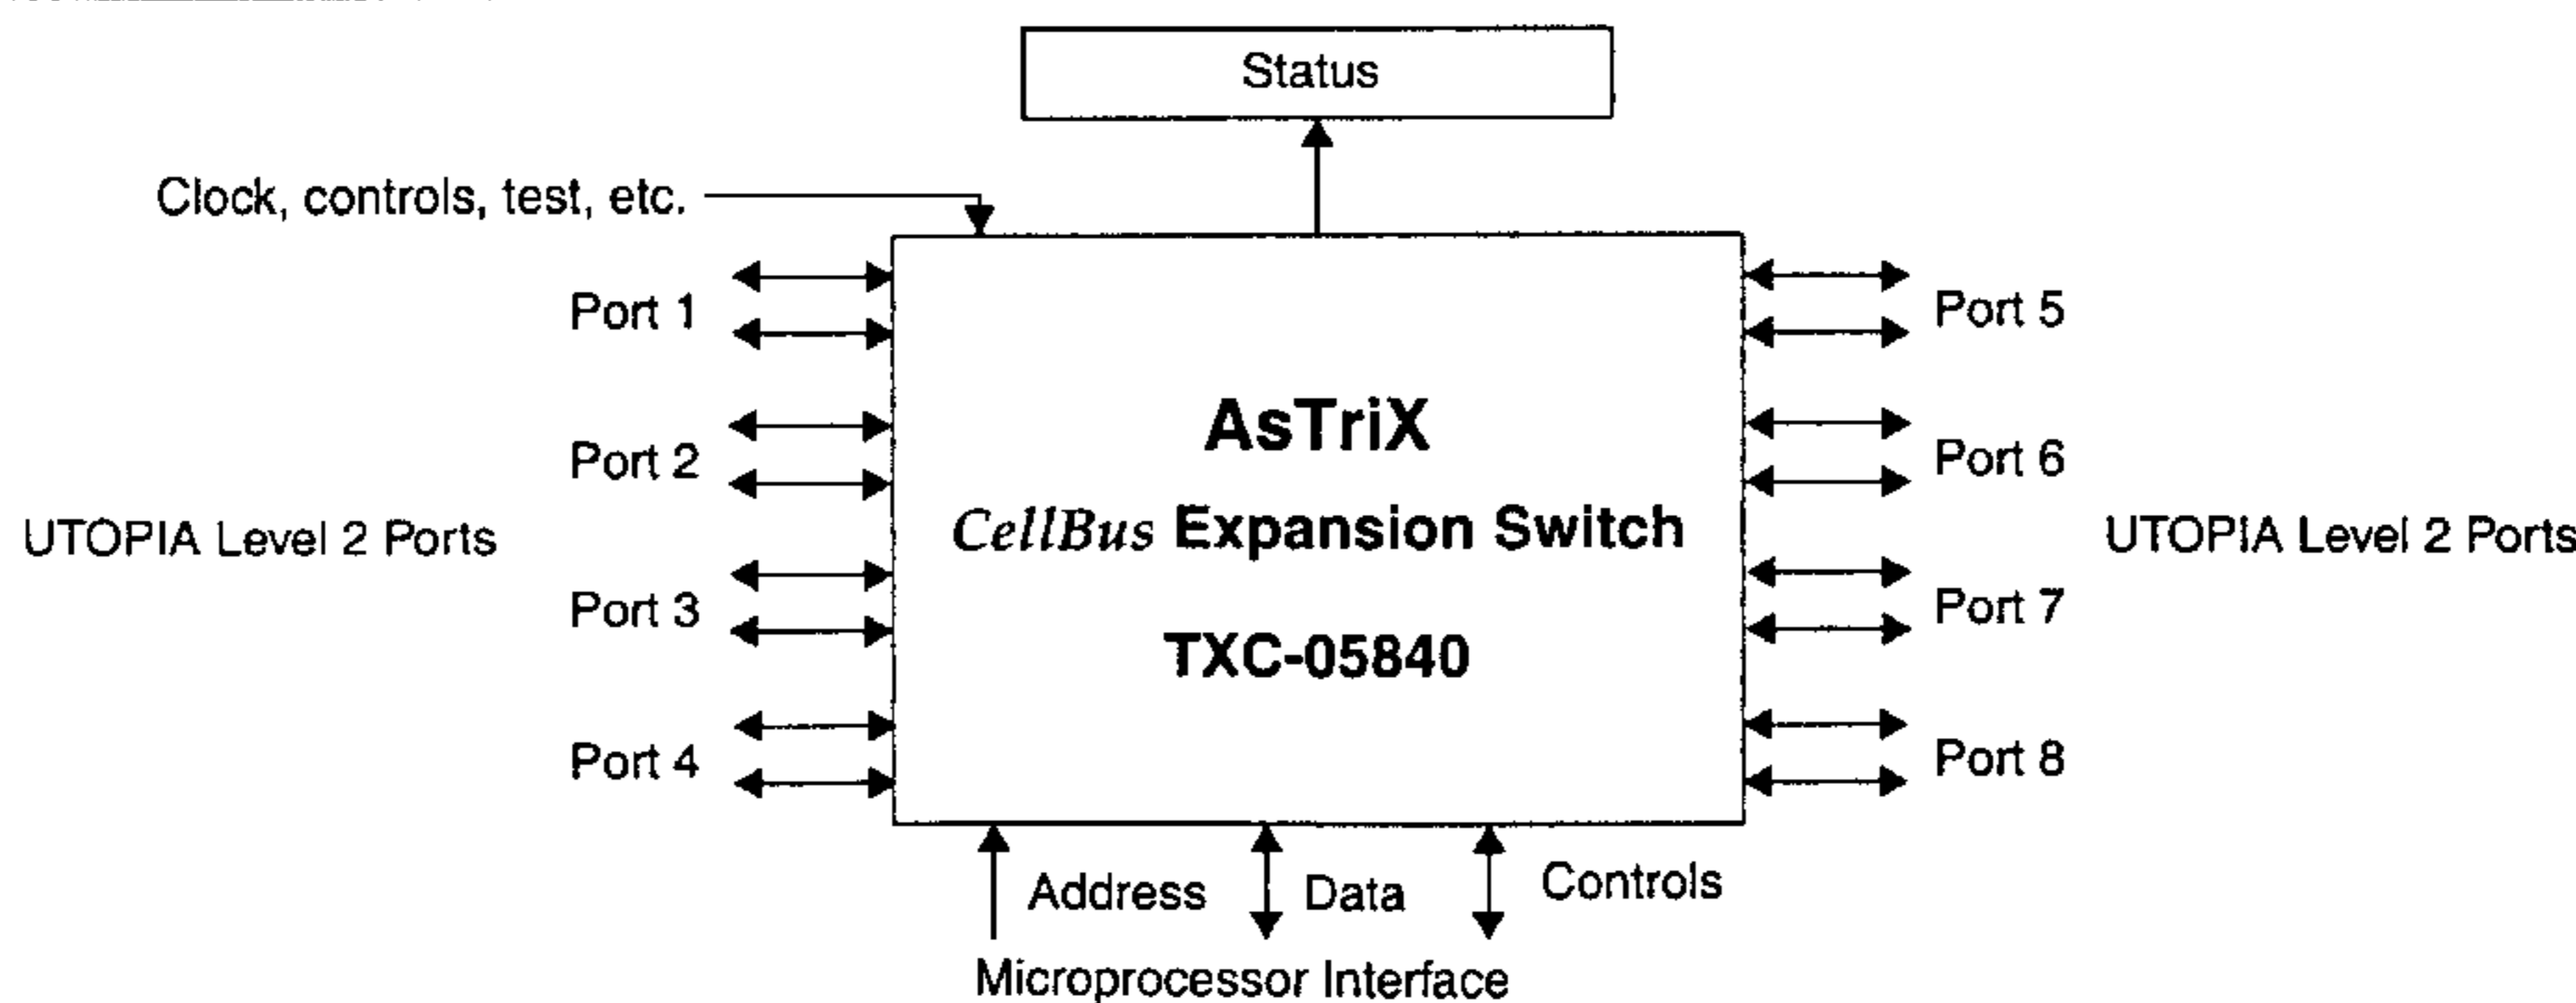 Status
Clock, controls, test, etc.
Port 1
Port 2
UTOPIA Level 2 Ports
Port 3
Port 4
AsTriX
CellBus Expansion Switch
TXC-05840
Port 5
Port 6
UTOPIA Level 2 Ports
Port 7
Port 8
Address
Data
Controls
Microprocessor Interface